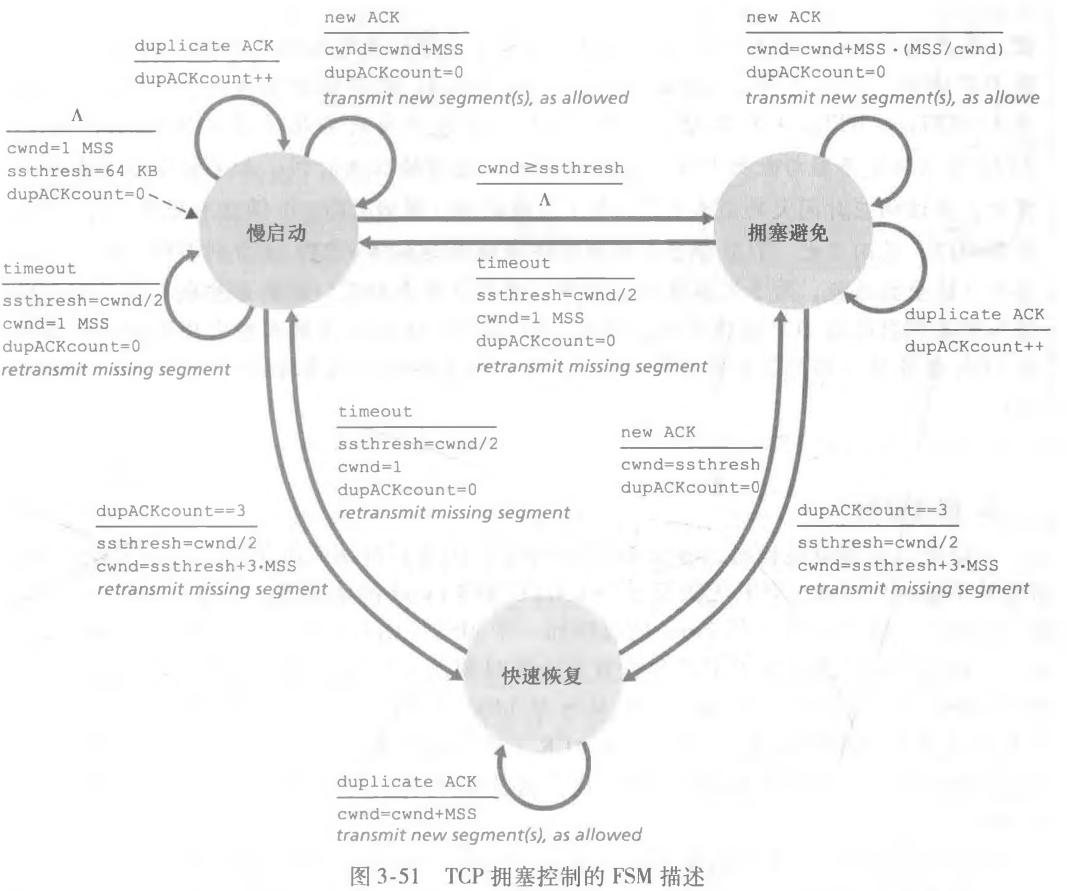 duplicate ACK
dupACKcount++
new ACK
cwnd=cwnd+MSS
dupACKcount=0
transmit new segment(s), as allowed
new ACK
cwnd=cwnd+MSS·(MSS/cwnd)
dupACKcount=0
transmit new segment(s), as allowe
Λ
cwnd=1 MSS
ssthresh=64 KB
dupACKcount=0
慢启动
cwnd≥ssthresh
Λ
拥塞避免
timeout
ssthresh=cwnd/2
cwnd=1 MSS
dupACKcount=0
retransmit missing segment
timeout
ssthresh=cwnd/2
cwnd=1 MSS
dupACKcount=0
retransmit missing segment
duplicate ACK
dupACKcount++
timeout
ssthresh=cwnd/2
cwnd=1
dupACKcount=0
retransmit missing segment
new ACK
cwnd=ssthresh
dupACKcount=0
dupACKcount==3
ssthresh=cwnd/2
cwnd=ssthresh+3·MSS
retransmit missing segment
dupACKcount==3
ssthresh=cwnd/2
cwnd=ssthresh+3·MSS
retransmit missing segment
快速恢复
duplicate ACK
cwnd=cwnd+MSS
transmit new segment(s), as allowed
图 3-51 TCP 拥塞控制的 FSM 描述